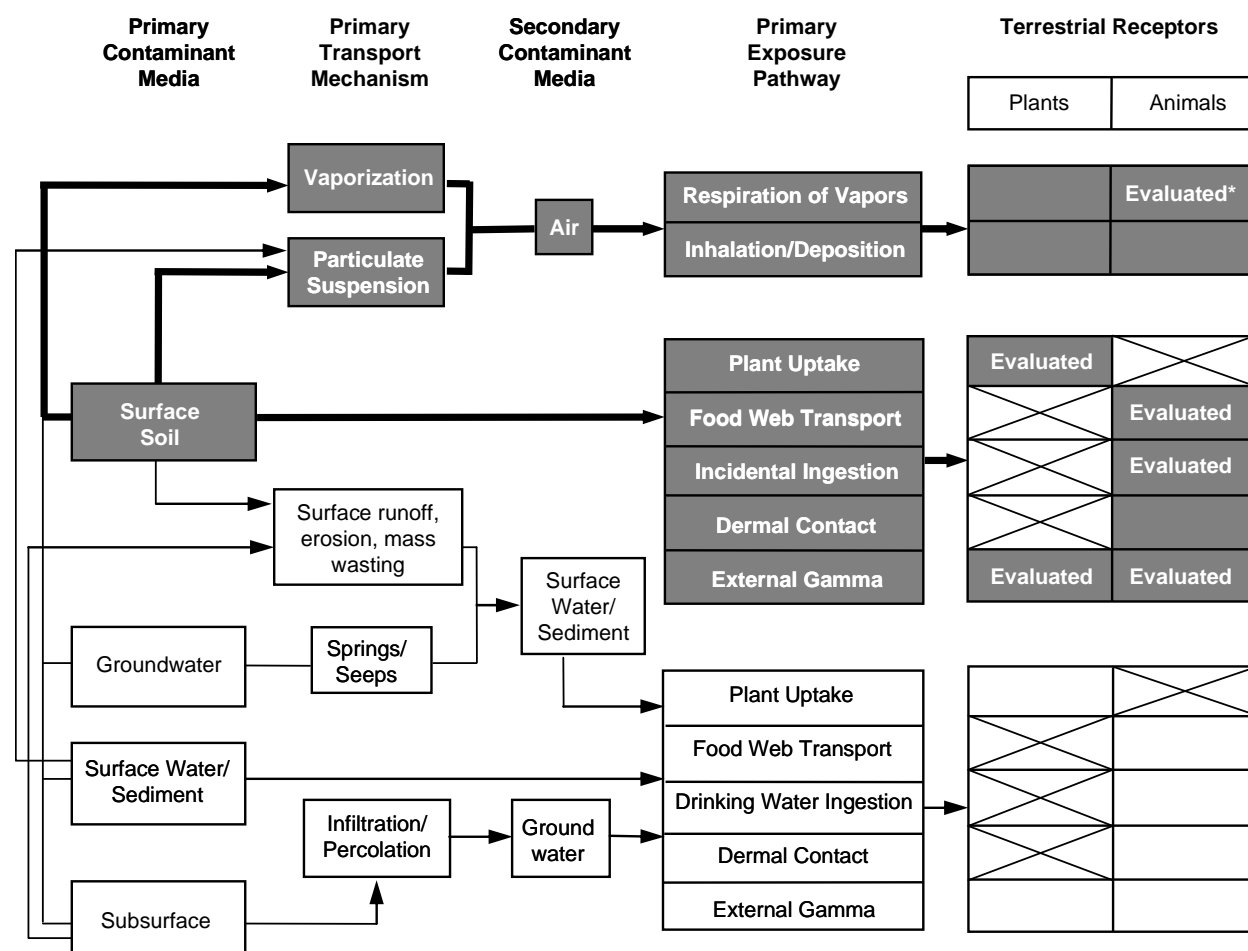 Primary
Contaminant
Media
Primary
Transport
Mechanism
Secondary
Contaminant
Media
Primary
Exposure
Pathway
Terrestrial Receptors
Plants
Animals
Vaporization
Particulate
Suspension
Air
Respiration of Vapors
Inhalation/Deposition
Evaluated*
Surface
Soil
Plant Uptake
Food Web Transport
Incidental Ingestion
Dermal Contact
External Gamma
Evaluated
Evaluated
Evaluated
Evaluated
Evaluated
Surface runoff,
erosion, mass
wasting
Surface
Water/
Sediment
Groundwater
Springs/
Seeps
Surface Water/
Sediment
Infiltration/
Percolation
Ground
water
Subsurface
Plant Uptake
Food Web Transport
Drinking Water Ingestion
Dermal Contact
External Gamma